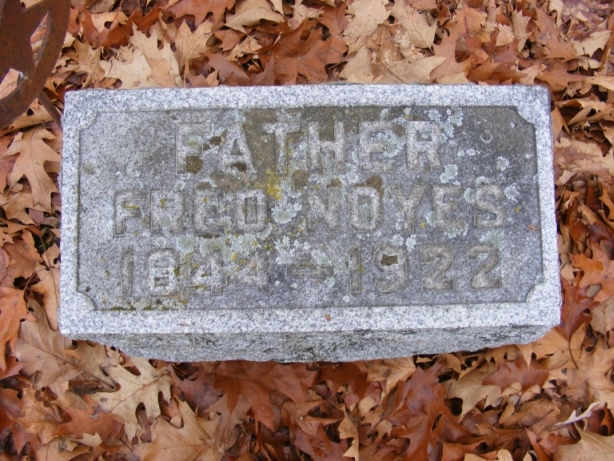 FATHER
FRED NOYES
1844-1922